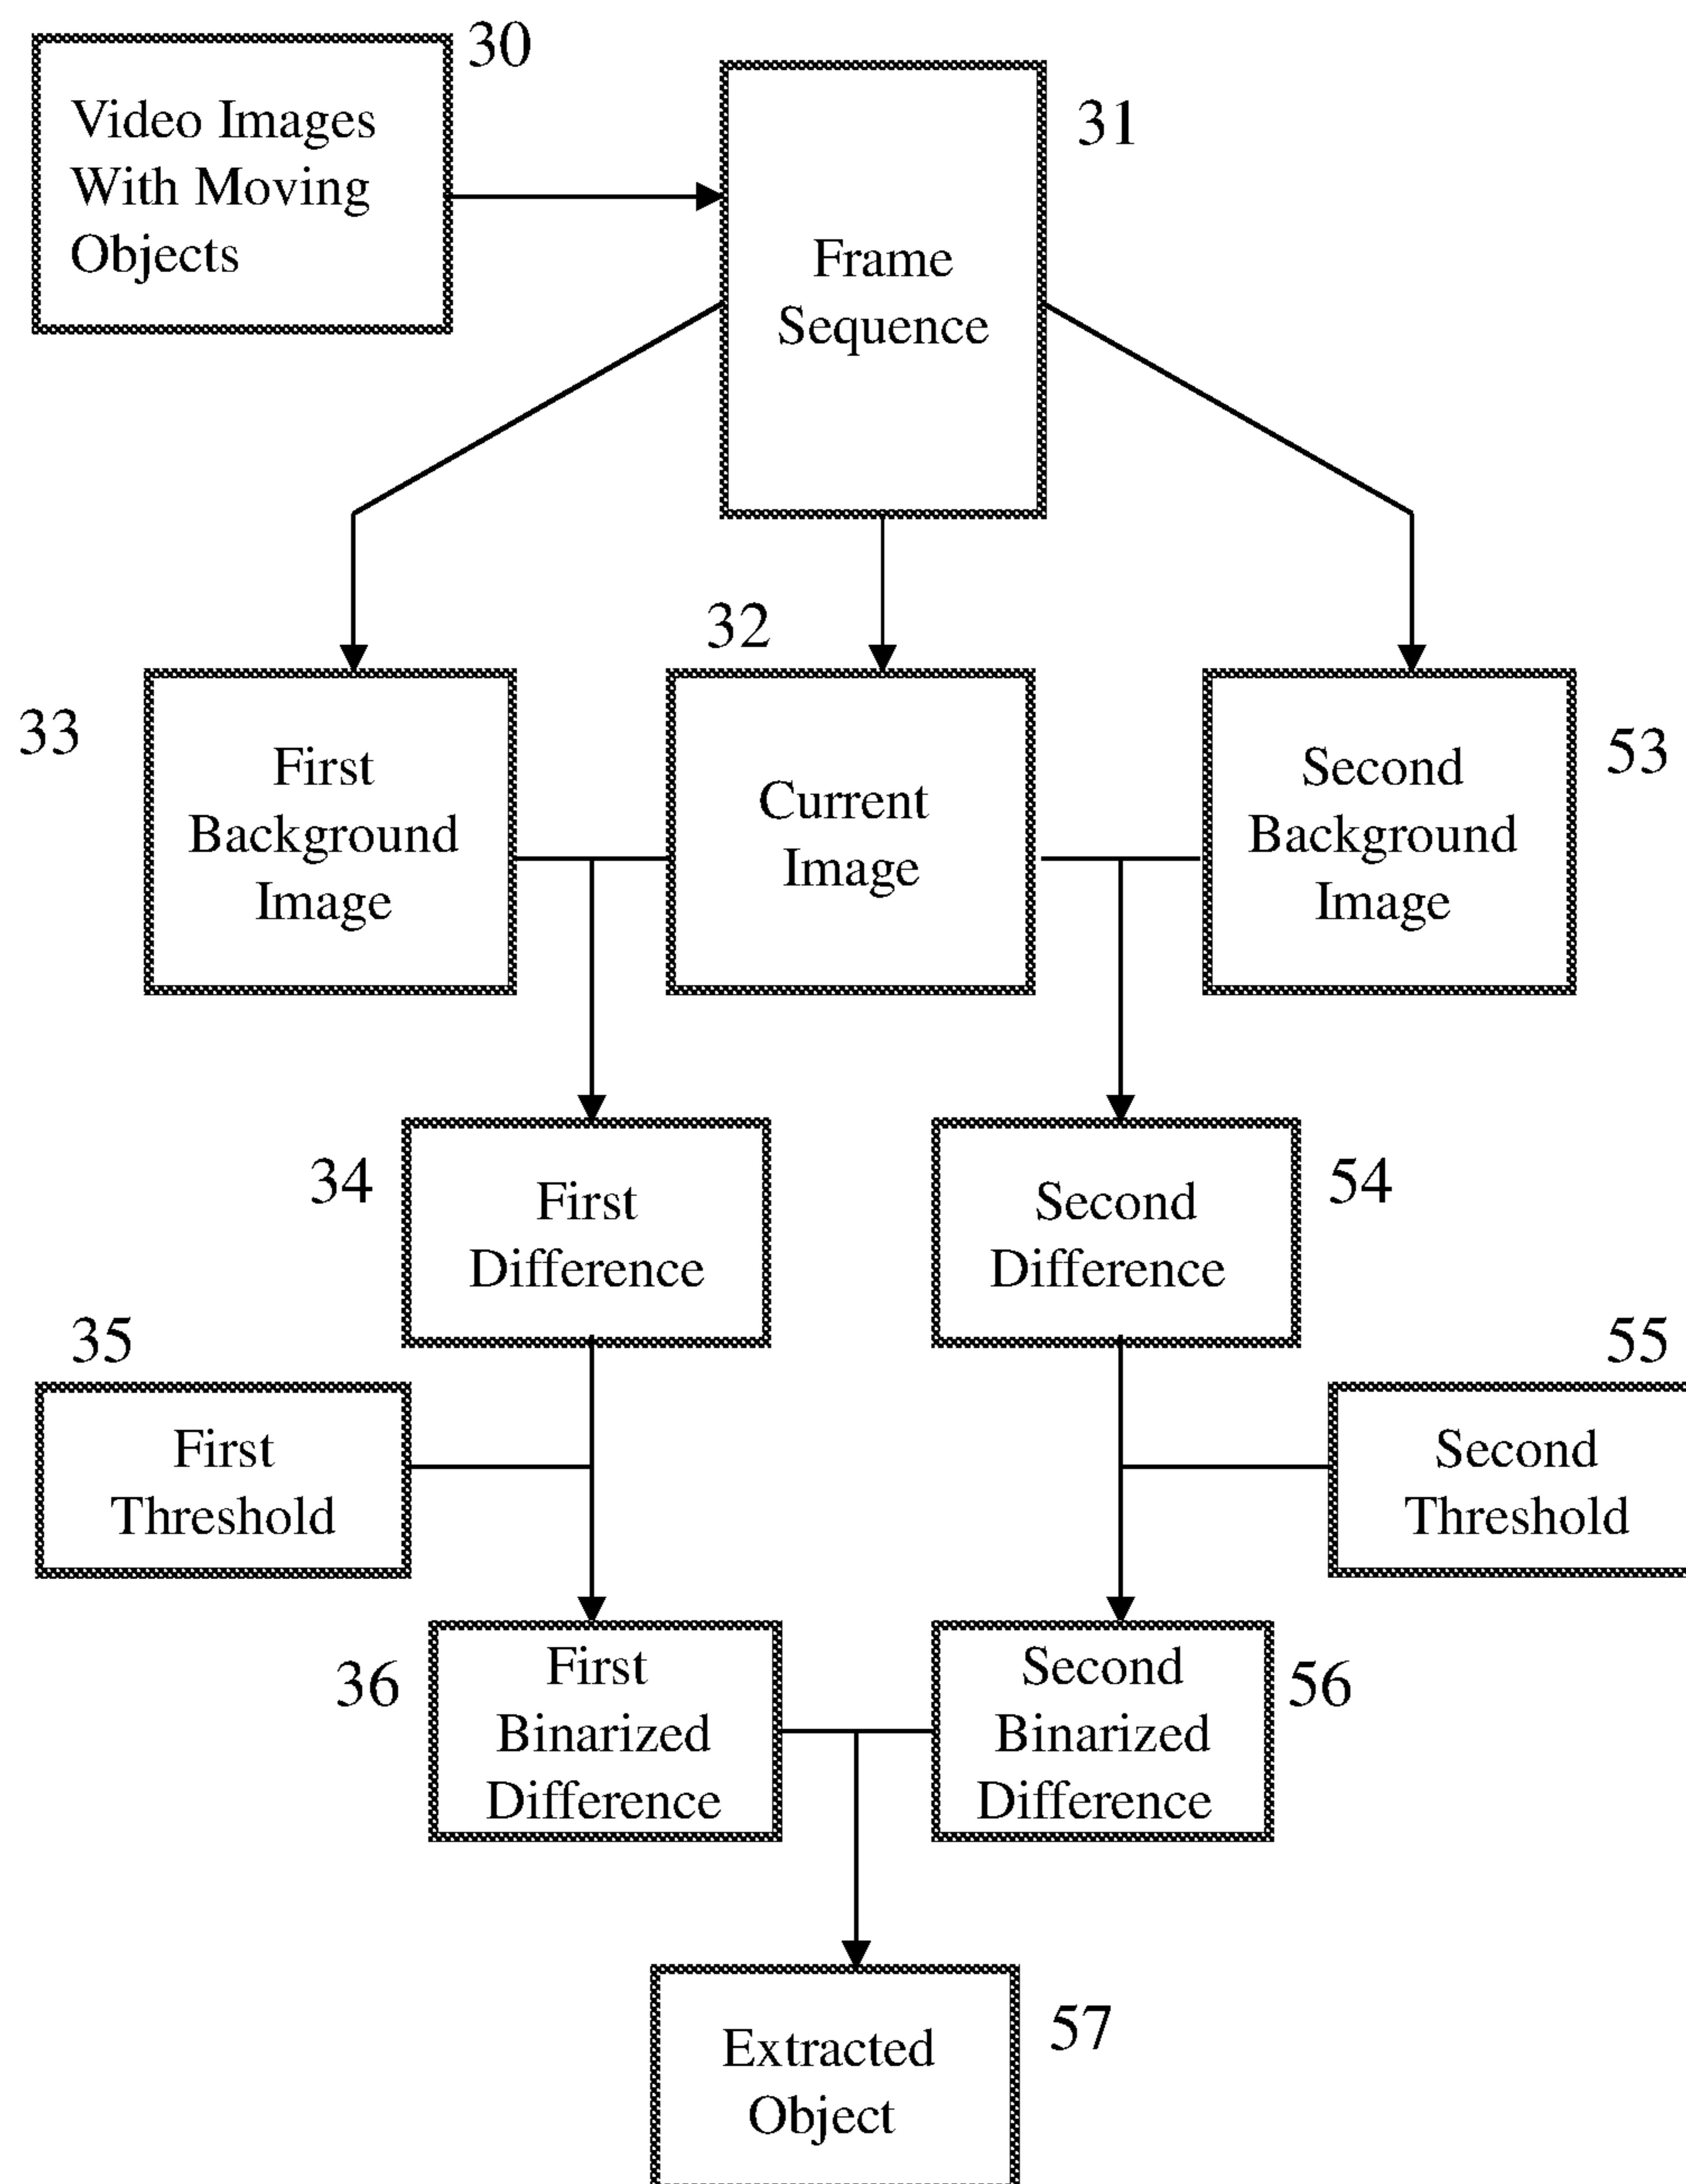 30
Video Images
With Moving
Objects
31
Frame
Sequence
32
33
First
Background
Image
Current
Image
Second
Background
Image
53
34
First
Difference
Second
Difference
54
35
First
Threshold
55
Second
Threshold
36
First
Binarized
Difference
Second
Binarized
Difference
56
Extracted
Object
57